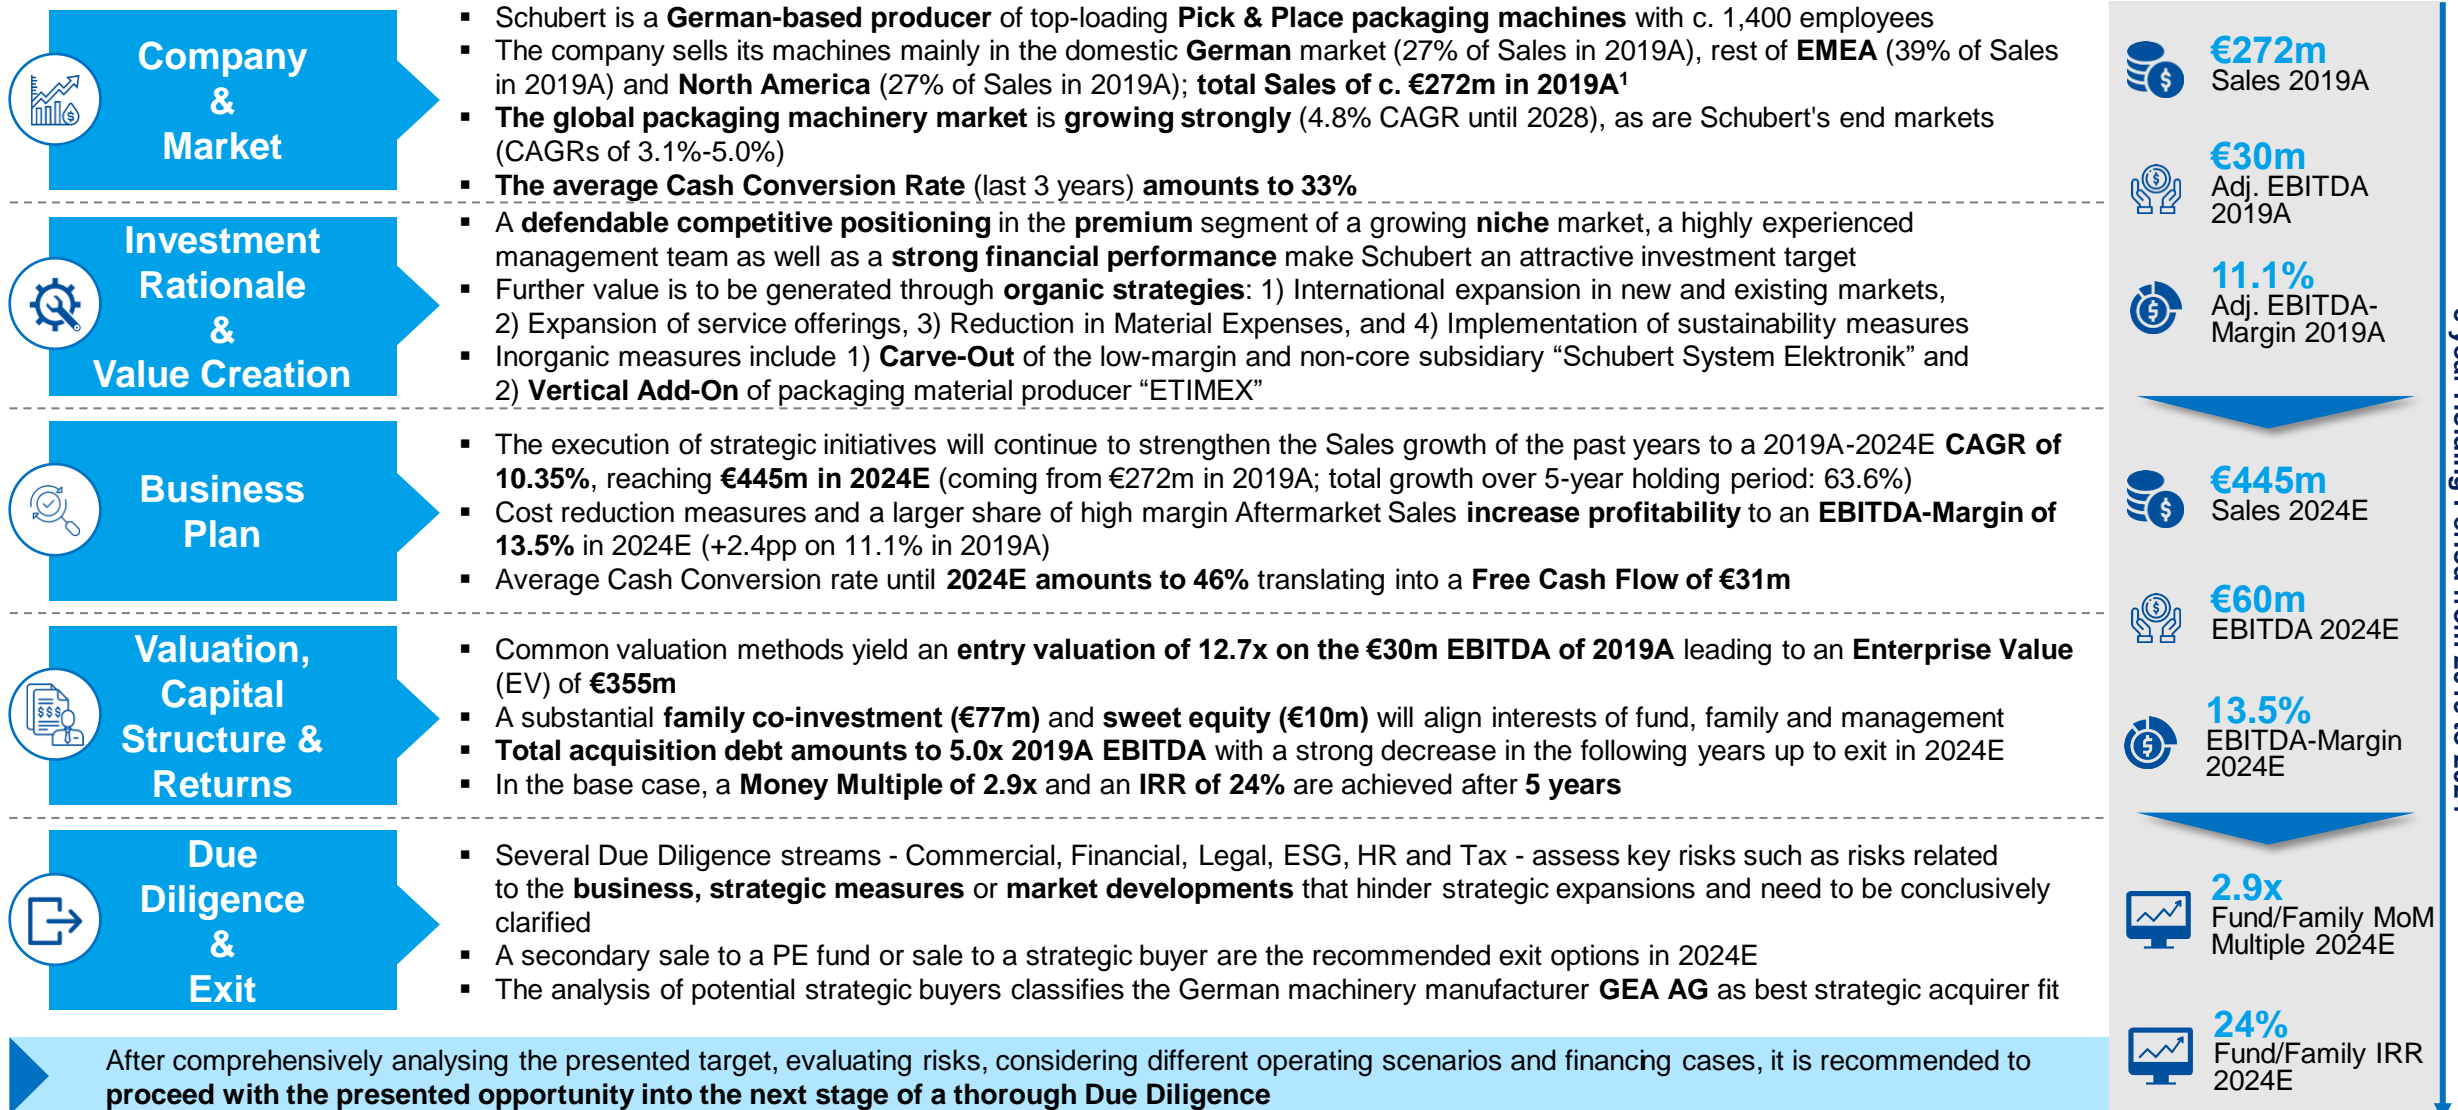 Company
&
Market
▪ Schubert is a German-based producer of top-loading Pick & Place packaging machines with c. 1,400 employees
▪ The company sells its machines mainly in the domestic German market (27% of Sales in 2019A), rest of EMEA (39% of Sales
in 2019A) and North America (27% of Sales in 2019A); total Sales of c. €272m in 2019A¹
▪ The global packaging machinery market is growing strongly (4.8% CAGR until 2028), as are Schubert's end markets
(CAGRs of 3.1%-5.0%)
▪ The average Cash Conversion Rate (last 3 years) amounts to 33%
Investment
Rationale
&
Value Creation
▪ A defendable competitive positioning in the premium segment of a growing niche market, a highly experienced
management team as well as a strong financial performance make Schubert an attractive investment target
▪ Further value is to be generated through organic strategies: 1) International expansion in new and existing markets,
2) Expansion of service offerings, 3) Reduction in Material Expenses, and 4) Implementation of sustainability measures
▪ Inorganic measures include 1) Carve-Out of the low-margin and non-core subsidiary “Schubert System Elektronik” and
2) Vertical Add-On of packaging material producer “ETIMEX”
Business
Plan
▪ The execution of strategic initiatives will continue to strengthen the Sales growth of the past years to a 2019A-2024E CAGR of
10.35%, reaching €445m in 2024E (coming from €272m in 2019A; total growth over 5-year holding period: 63.6%)
▪ Cost reduction measures and a larger share of high margin Aftermarket Sales increase profitability to an EBITDA-Margin of
13.5% in 2024E (+2.4pp on 11.1% in 2019A)
▪ Average Cash Conversion rate until 2024E amounts to 46% translating into a Free Cash Flow of €31m
Valuation,
Capital
Structure &
Returns
▪ Common valuation methods yield an entry valuation of 12.7x on the €30m EBITDA of 2019A leading to an Enterprise Value
(EV) of €355m
▪ A substantial family co-investment (€77m) and sweet equity (€10m) will align interests of fund, family and management
▪ Total acquisition debt amounts to 5.0x 2019A EBITDA with a strong decrease in the following years up to exit in 2024E
▪ In the base case, a Money Multiple of 2.9x and an IRR of 24% are achieved after 5 years
Due
Diligence
&
Exit
▪ Several Due Diligence streams - Commercial, Financial, Legal, ESG, HR and Tax - assess key risks such as risks related
to the business, strategic measures or market developments that hinder strategic expansions and need to be conclusively
clarified
▪ A secondary sale to a PE fund or sale to a strategic buyer are the recommended exit options in 2024E
▪ The analysis of potential strategic buyers classifies the German machinery manufacturer GEA AG as best strategic acquirer fit
After comprehensively analysing the presented target, evaluating risks, considering different operating scenarios and financing cases, it is recommended to
proceed with the presented opportunity into the next stage of a thorough Due Diligence
€272m
Sales 2019A
€30m
Adj. EBITDA
2019A
11.1%
Adj. EBITDA-
Margin 2019A
€445m
Sales 2024E
€60m
EBITDA 2024E
13.5%
EBITDA-Margin
2024E
2.9x
Fund/Family MoM
Multiple 2024E
24%
Fund/Family IRR
2024E